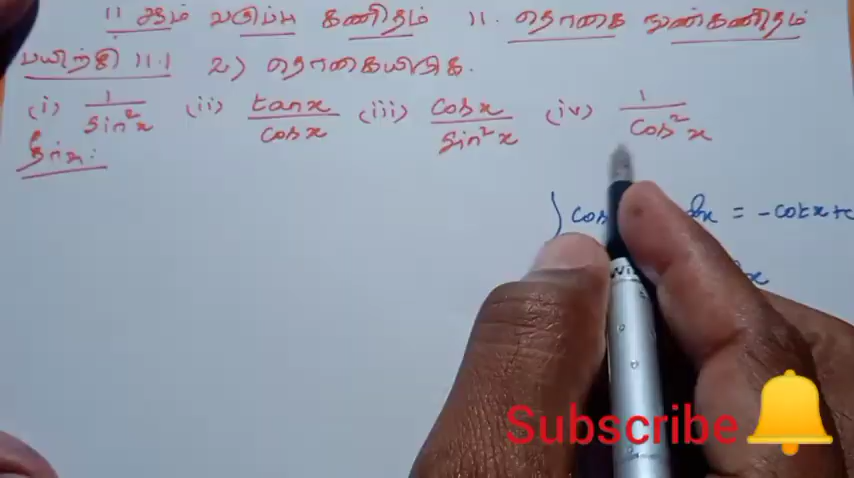 11 ஆம் வகுப்பு கணிதம் 11. தொகை நுண்கணிதம்
பயிற்சி 11.1 2) தொகையிடுக.
(i) 1/sin²x (ii) tanx/cosx (iii) cosx/sin²x (iv) 1/cos²x
தீர்வு:
dx = -cotx+c
x
Subscribe